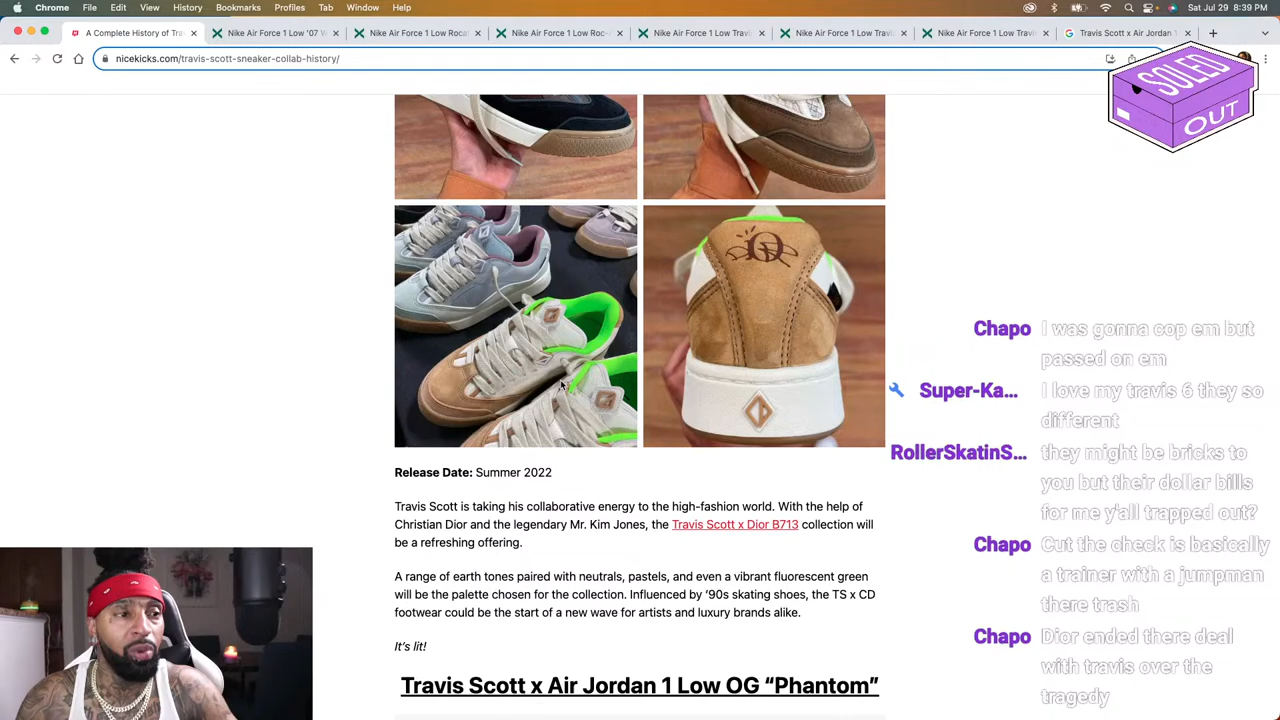 Chrome File Edit View History Bookmarks Profiles Tab Window Help
Sat Jul 29 8:39 PM
A Complete History of Tra
Nike Air Force 1 Low '07 W
Nike Air Force 1 Low Rocaf
Nike Air Force 1 Low Roc-A
Nike Air Force 1 Low Travis
Nike Air Force 1 Low Travis
Nike Air Force 1 Low Travis
Travis Scott x Air Jordan 1
nicekicks.com/travis-scott-sneaker-collab-history/
SOLED
OUT
Release Date: Summer 2022
Travis Scott is taking his collaborative energy to the high-fashion world. With the help of
Christian Dior and the legendary Mr. Kim Jones, the Travis Scott x Dior B713 collection will
be a refreshing offering.
A range of earth tones paired with neutrals, pastels, and even a vibrant fluorescent green
will be the palette chosen for the collection. Influenced by '90s skating shoes, the TS x CD
footwear could be the start of a new wave for artists and luxury brands alike.
It's lit!
Travis Scott x Air Jordan 1 Low OG “Phantom”
Chapo I was gonna cop em but
passed on em
Super-Ka... I love my travis 6 they so
different
RollerSkatinS... they might be bricks to
you but their dollar bills
for me y'all trapped out?
Chapo Cut the check is basically
a trainer with a jumpman
there trash
Chapo Dior ended there deal
with travis over the
tragedy